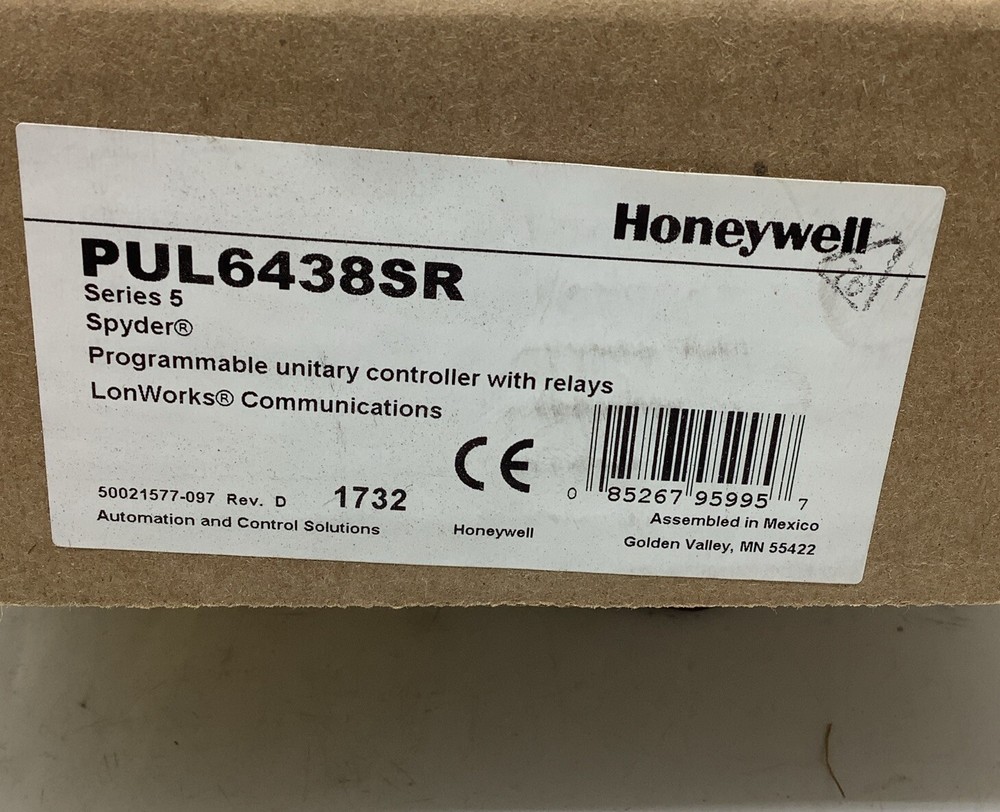 Honeywell
PUL6438SR
Series 5
Spyder®
Programmable unitary controller with relays
LonWorks® Communications
CE
0 85267 95995 7
50021577-097 Rev. D 1732
Assembled in Mexico
Automation and Control Solutions
Honeywell
Golden Valley, MN 55422